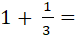 1 + 1/3 =